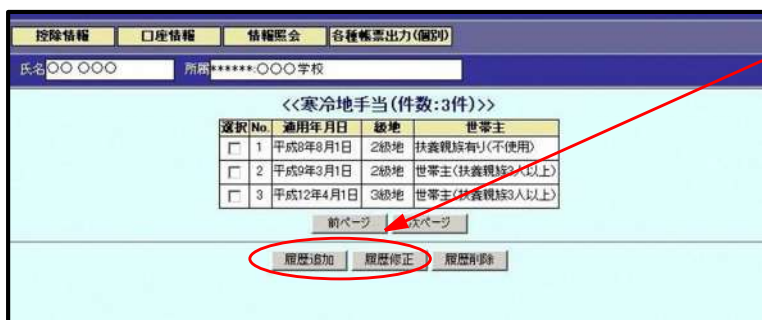 控除情報 口座情報 情報照会 各種帳票出力(個別)
氏名 〇〇 〇〇〇 所属 ******:〇〇〇学校
<<寒冷地手当(件数:3件)>>
選択 No. 適用年月日 級地 世帯主
1 平成8年8月1日 2級地 扶養親族有り(不使用)
2 平成9年3月1日 2級地 世帯主(扶養親族3人以上)
3 平成12年4月1日 3級地 世帯主(扶養親族3人以上)
前ページ 次ページ
履歴追加 履歴修正 履歴削除